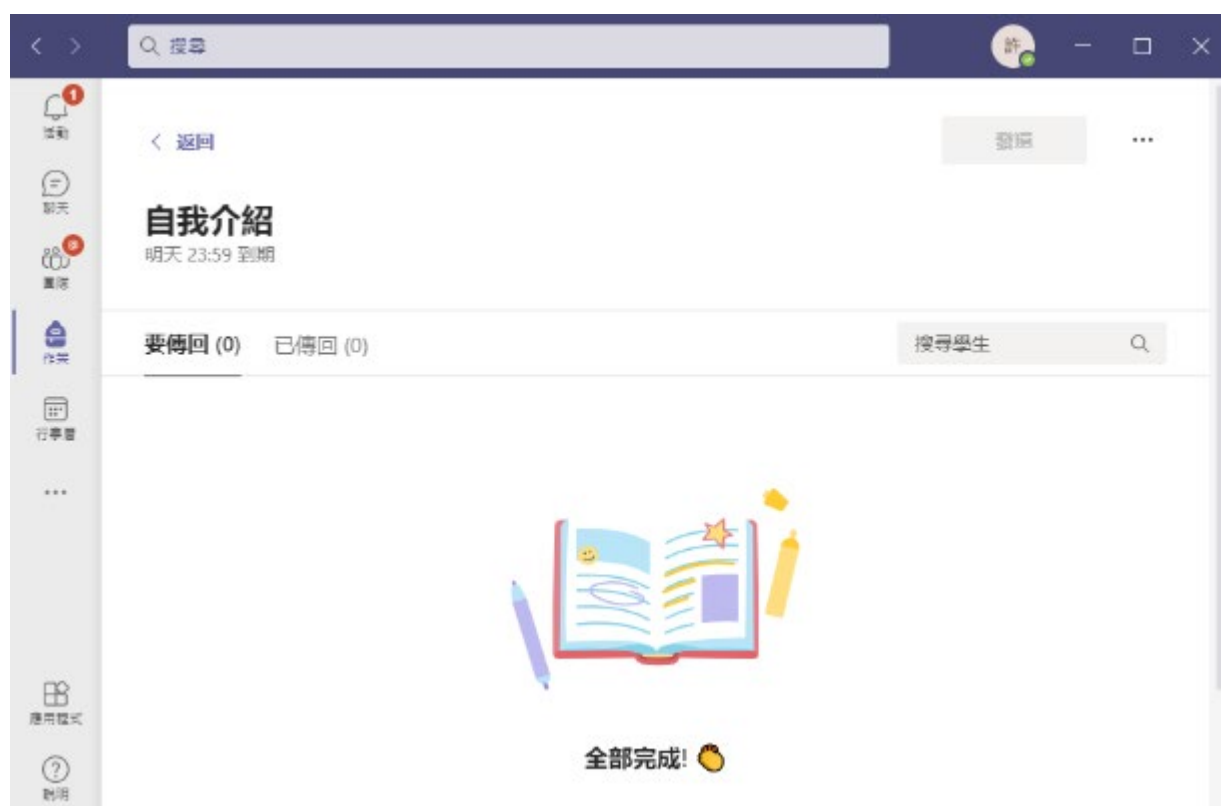 搜尋
許
1
活動
返回
發還
聊天
自我介紹
明天 23:59 到期
團隊
作業
要傳回 (0)
已傳回 (0)
搜尋學生
行事曆
應用程式
全部完成!
說明